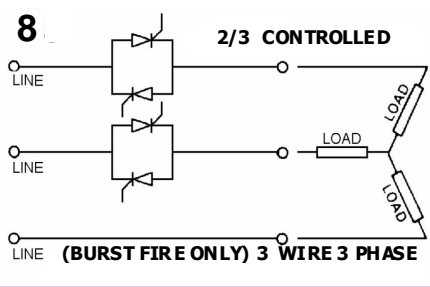 8
2/3 CONTROLLED
LINE
LOAD
LOAD
LINE
LOAD
LINE
(BURST FIRE ONLY) 3 WIRE 3 PHASE